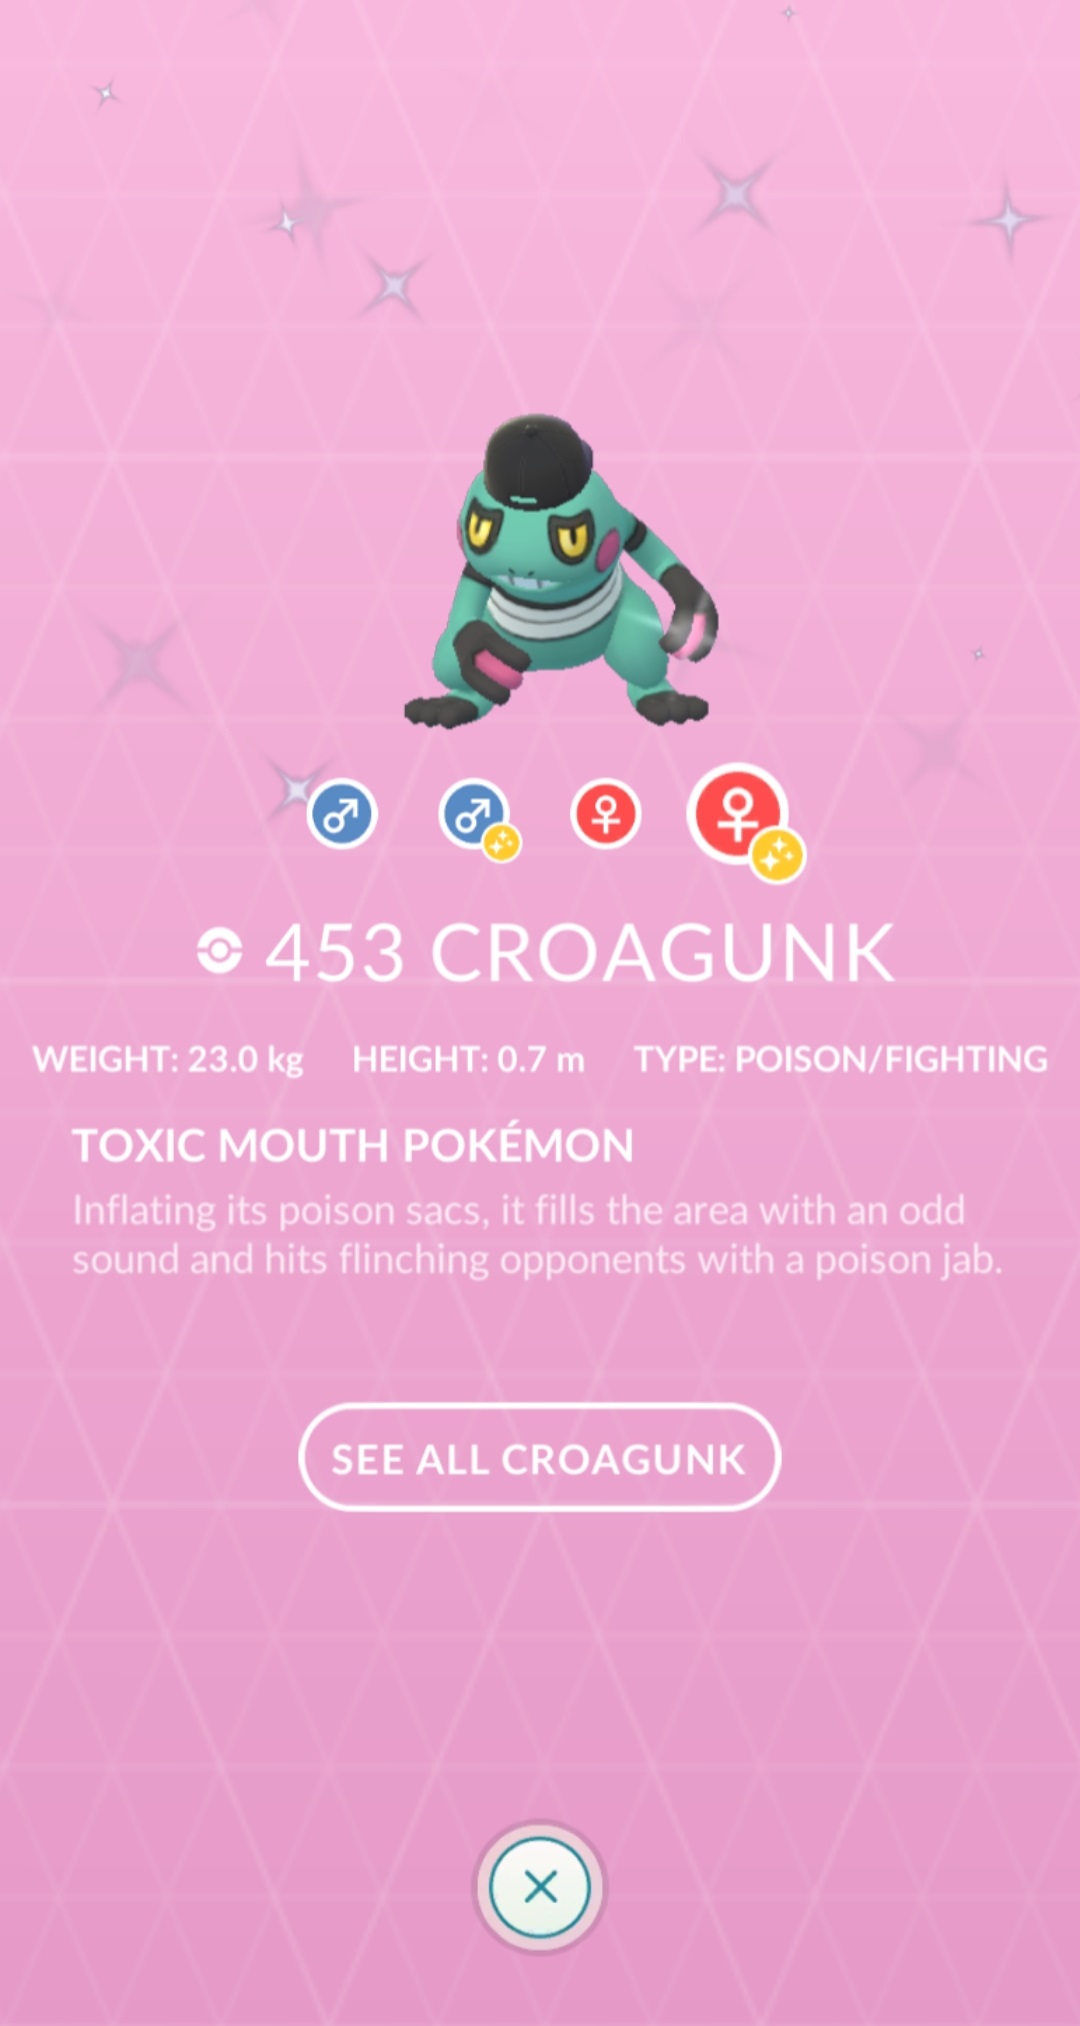 453 CROAGUNK
WEIGHT: 23.0 kg HEIGHT: 0.7 m TYPE: POISON/FIGHTING
TOXIC MOUTH POKÉMON
Inflating its poison sacs, it fills the area with an odd
sound and hits flinching opponents with a poison jab.
SEE ALL CROAGUNK